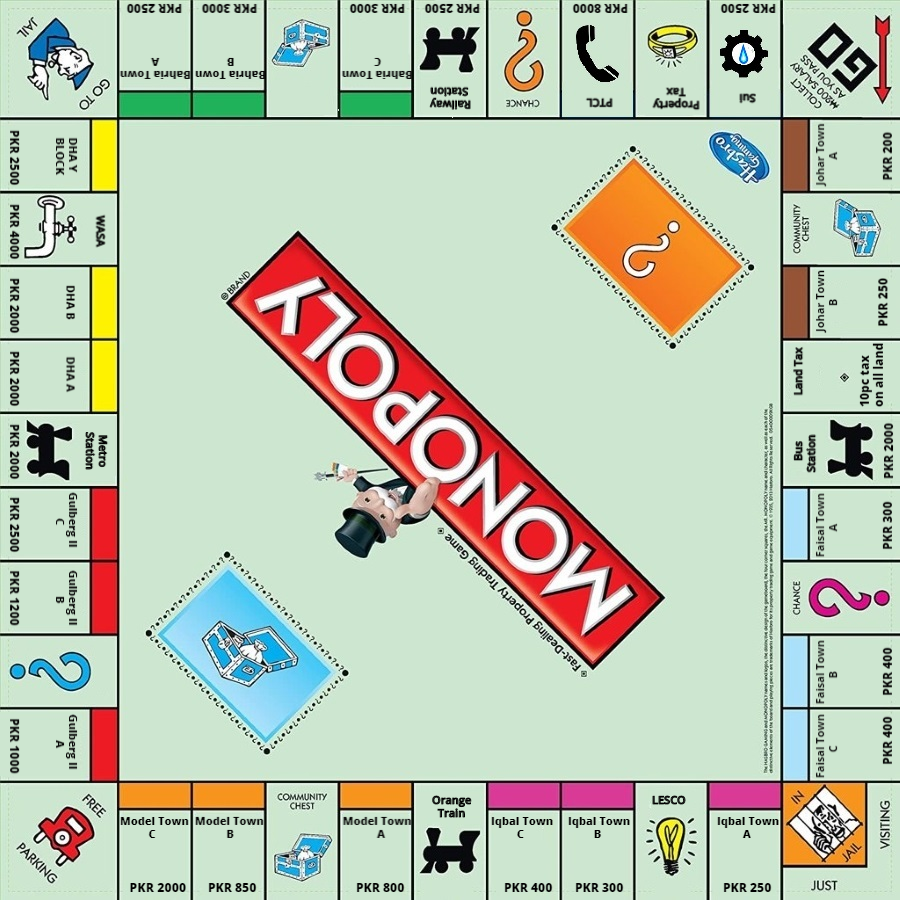 GO
COLLECT
M200 SALARY
AS YOU PASS
Johar Town
A
PKR 200
COMMUNITY
CHEST
Johar Town
B
PKR 250
Land Tax
10pc tax
on all land
Bus
Station
PKR 2000
Faisal Town
A
PKR 300
CHANCE
Faisal Town
B
PKR 400
Faisal Town
C
PKR 400
IN
JAIL
JUST
VISITING
Iqbal Town
A
PKR 250
LESCO
Iqbal Town
B
PKR 300
Iqbal Town
C
PKR 400
Orange
Train
Model Town
A
PKR 800
COMMUNITY
CHEST
Model Town
B
PKR 850
Model Town
C
PKR 2000
FREE
PARKING
Gulberg II
A
PKR 1000
Gulberg II
B
PKR 1200
Gulberg II
C
PKR 2500
Metro
Station
PKR 2000
DHA A
PKR 2000
DHA B
PKR 2000
WASA
PKR 4000
DHA Y
BLOCK
PKR 2500
GO TO
JAIL
Bahria Town
A
PKR 2500
Bahria Town
B
PKR 3000
Bahria Town
C
PKR 3000
Railway
Station
PKR 2500
CHANCE
PTCL
PKR 8000
Property
Tax
Sui
PKR 2500
Hasbro
Gaming
BRAND
MONOPOLY
Fast-Dealing Property Trading Game